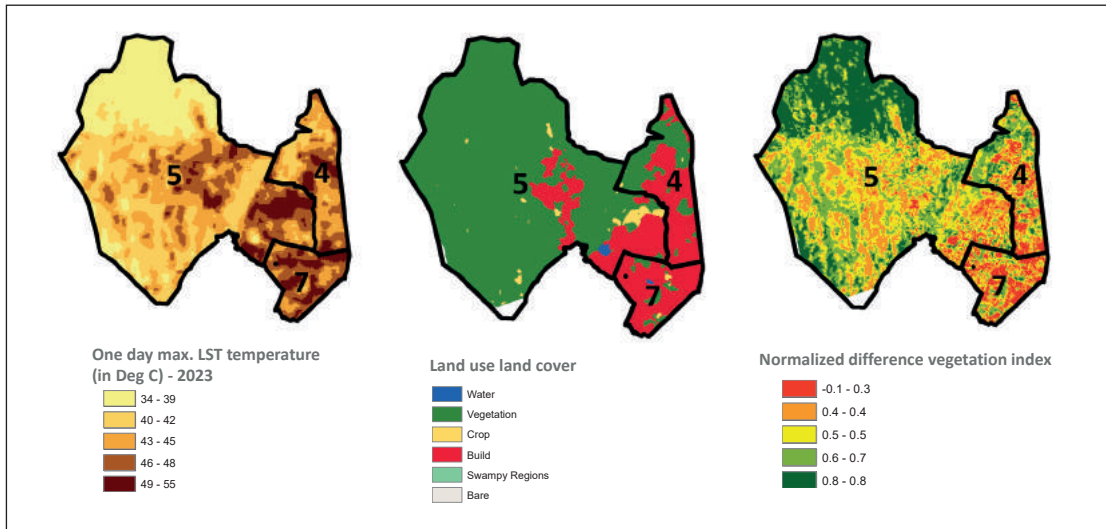 5
4
7
5
4
7
5
4
7
One day max. LST temperature
(in Deg C) - 2023
34 - 39
40 - 42
43 - 45
46 - 48
49 - 55
Land use land cover
Water
Vegetation
Crop
Build
Swampy Regions
Bare
Normalized difference vegetation index
-0.1 - 0.3
0.4 - 0.4
0.5 - 0.5
0.6 - 0.7
0.8 - 0.8